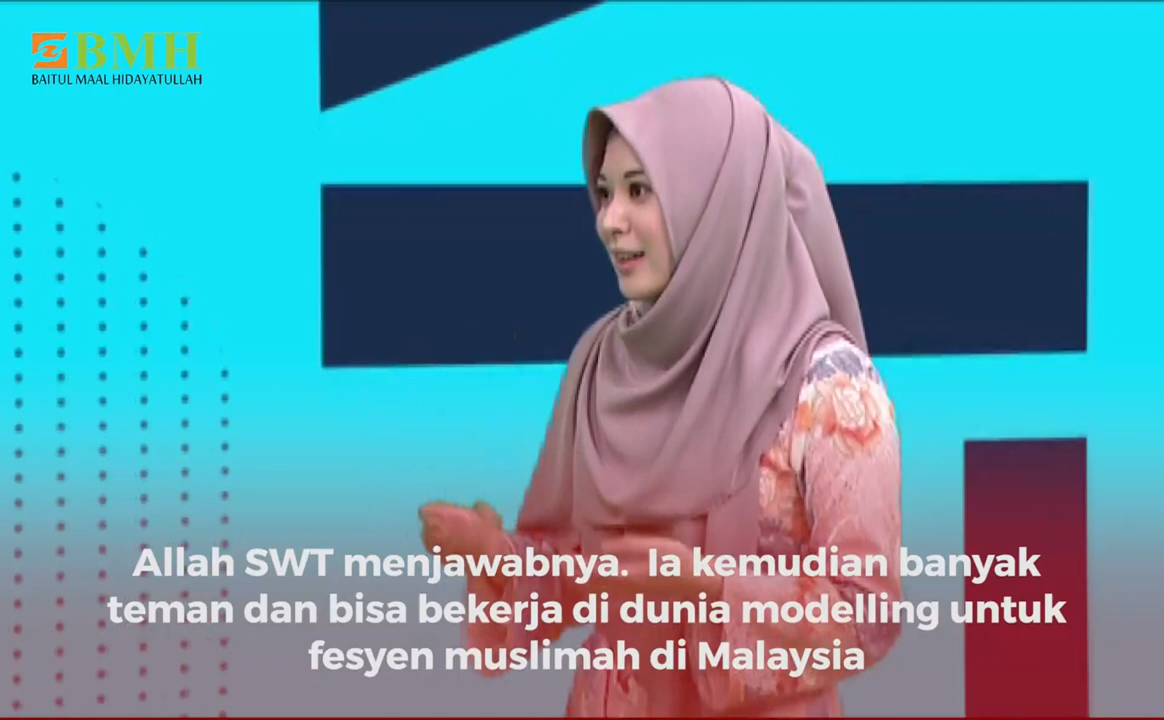 BMH
BAITUL MAAL HIDAYATULLAH
Allah SWT menjawabnya. Ia kemudian banyak
teman dan bisa bekerja di dunia modelling untuk
fesyen muslimah di Malaysia